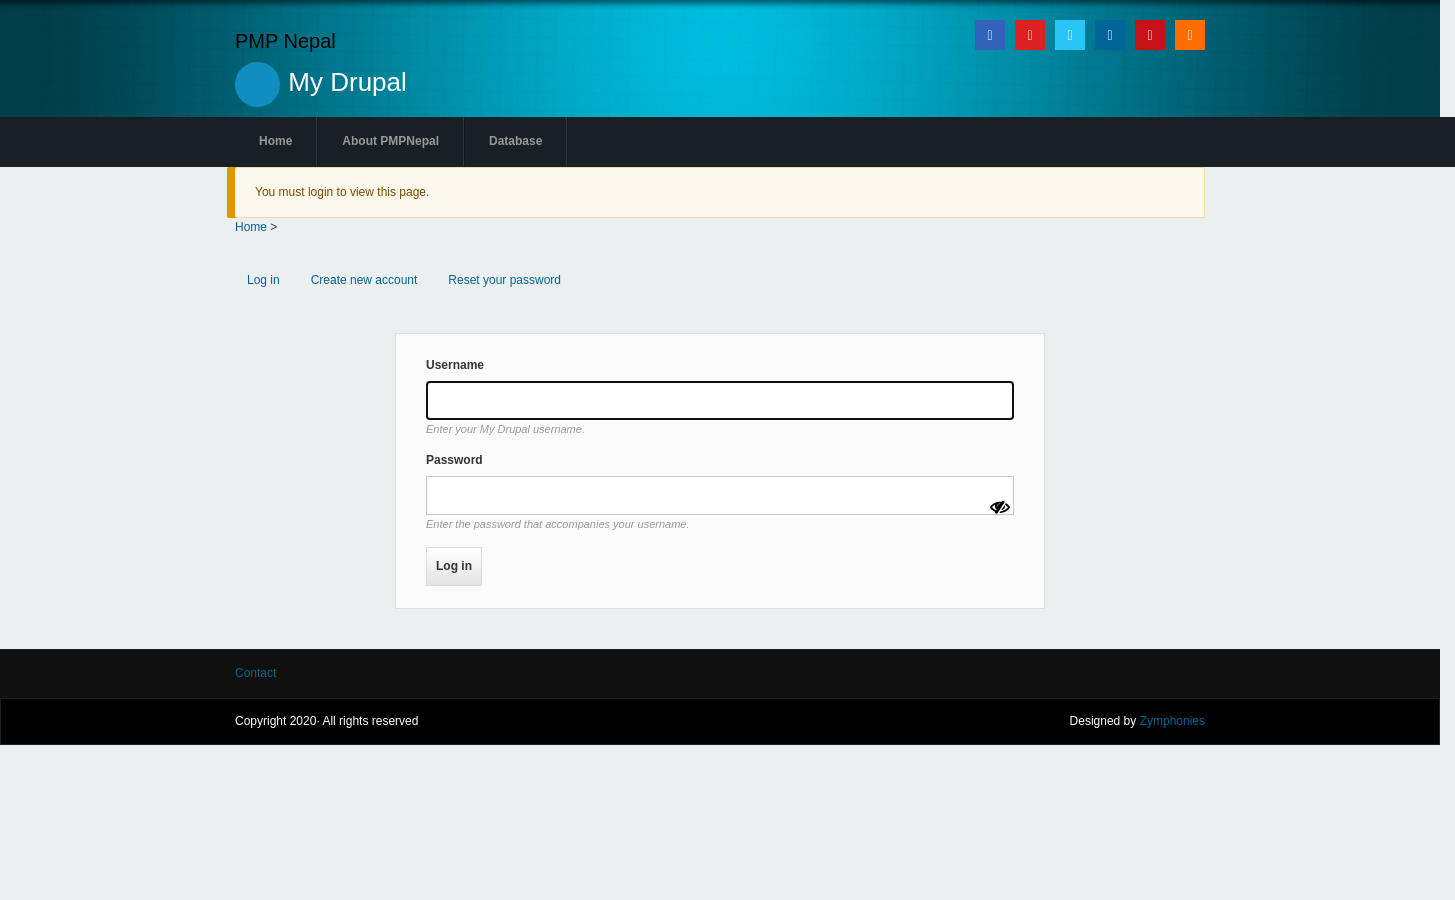 PMP Nepal
My Drupal
Home
About PMPNepal
Database
You must login to view this page.
Home >
Log in
Create new account
Reset your password
Username
Enter your My Drupal username.
Password
Enter the password that accompanies your username.
Log in
Contact
Copyright 2020· All rights reserved
Designed by Zymphonies